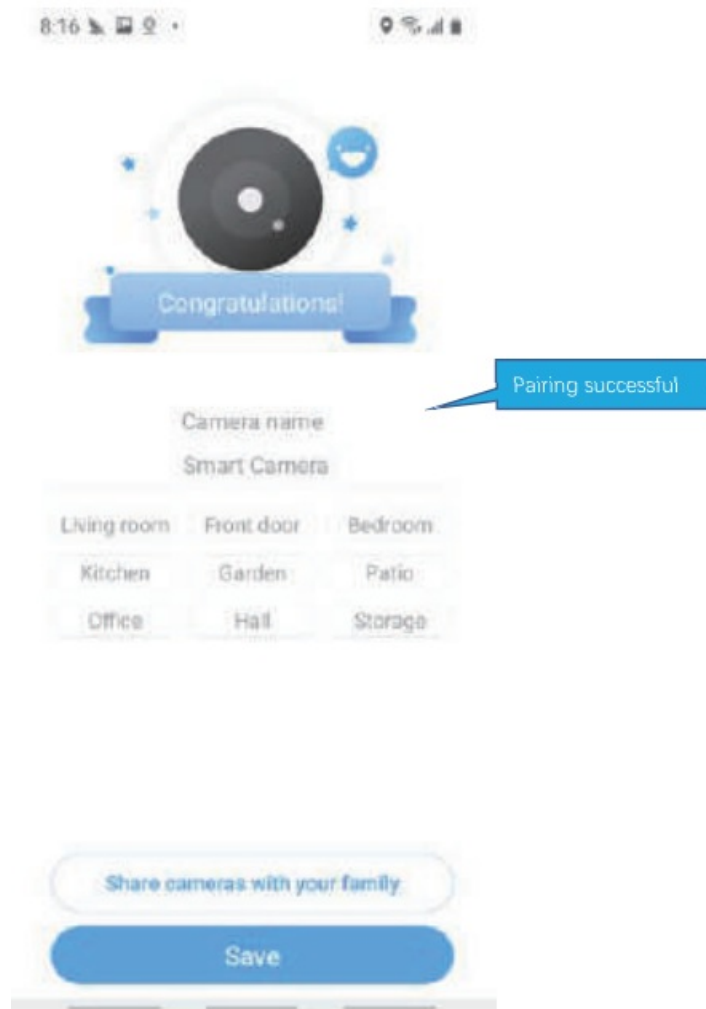 8:16
Congratulations!
Pairing successful
Camera name
Smart Camera
Living room Front door Bedroom
Kitchen Garden Patio
Office Hall Storage
Share cameras with your family
Save